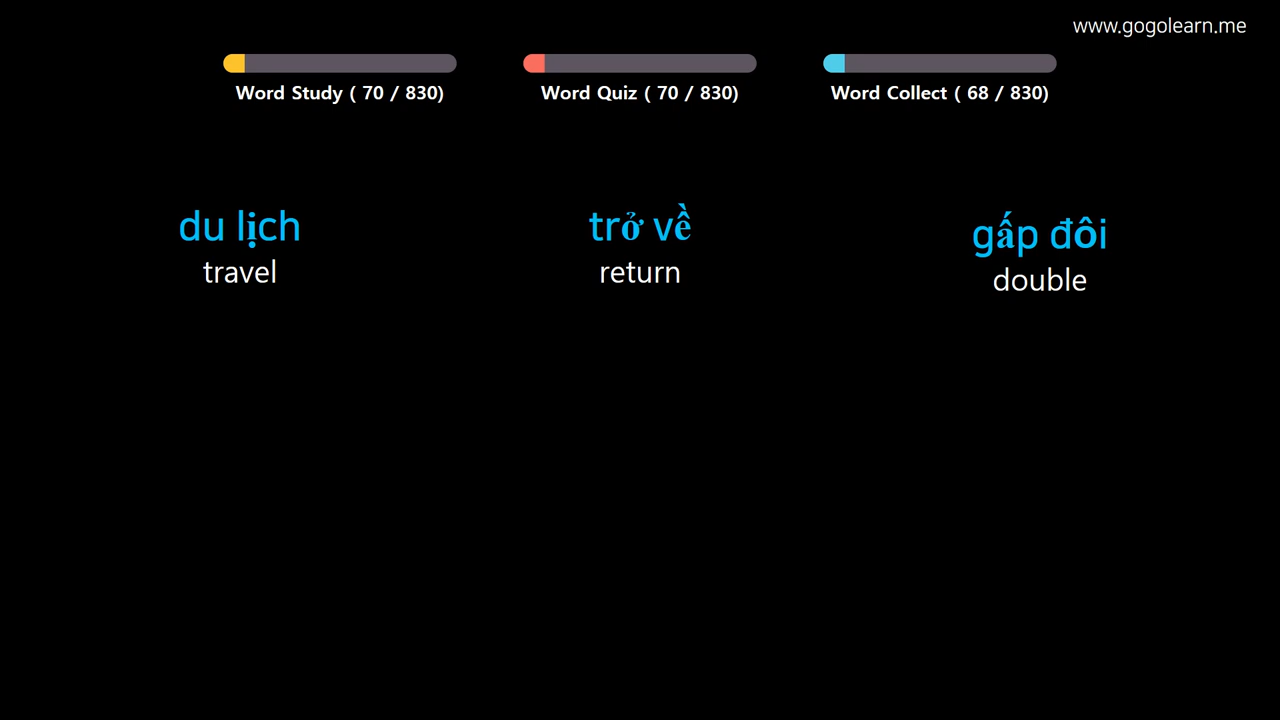 www.gogolearn.me
Word Study ( 70 / 830)
Word Quiz ( 70 / 830)
Word Collect ( 68 / 830)
du lịch
travel
trở về
return
gấp đôi
double